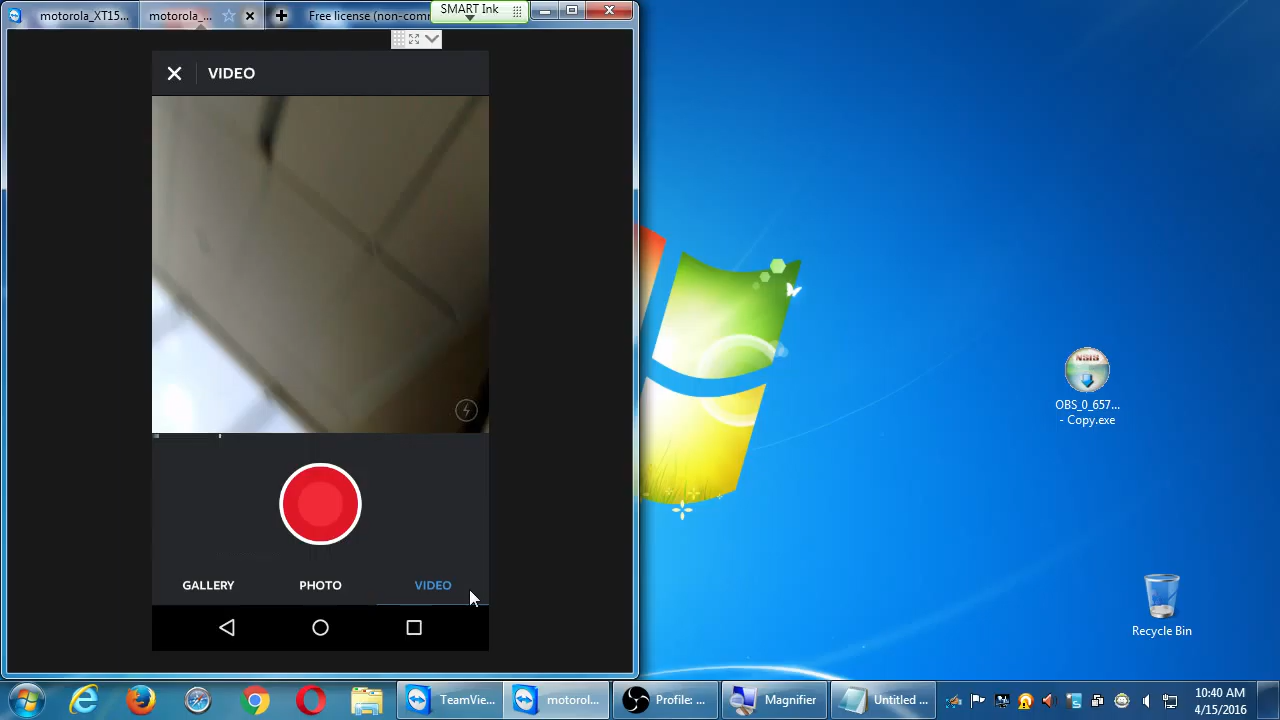 motorola_XT15...
motorola_...
Free license (non-comm
SMART Ink
VIDEO
GALLERY
PHOTO
VIDEO
NSIS
OBS_0_657...
- Copy.exe
Recycle Bin
TeamVie...
motorol...
Profile: ...
Magnifier
Untitled ...
10:40 AM
4/15/2016